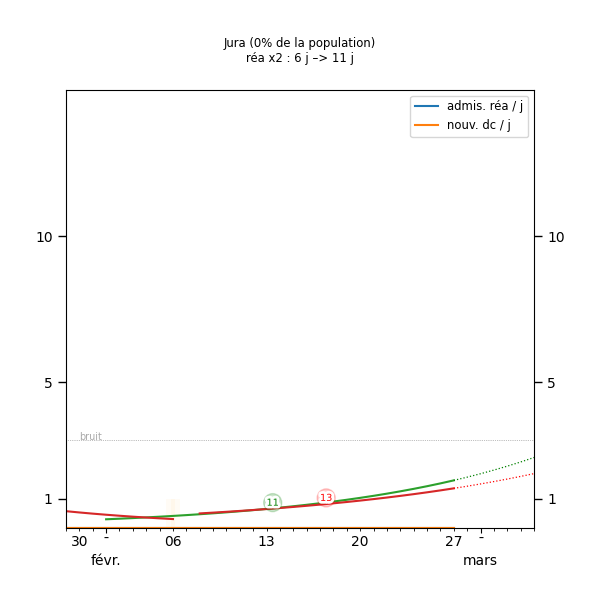 Jura (0% de la population)
réa x2 : 6 j –> 11 j
admis. réa / j
nouv. dc / j
10 10
5 5
bruit
1 11 13 1
30 - 06 13 20 27 -
févr. mars